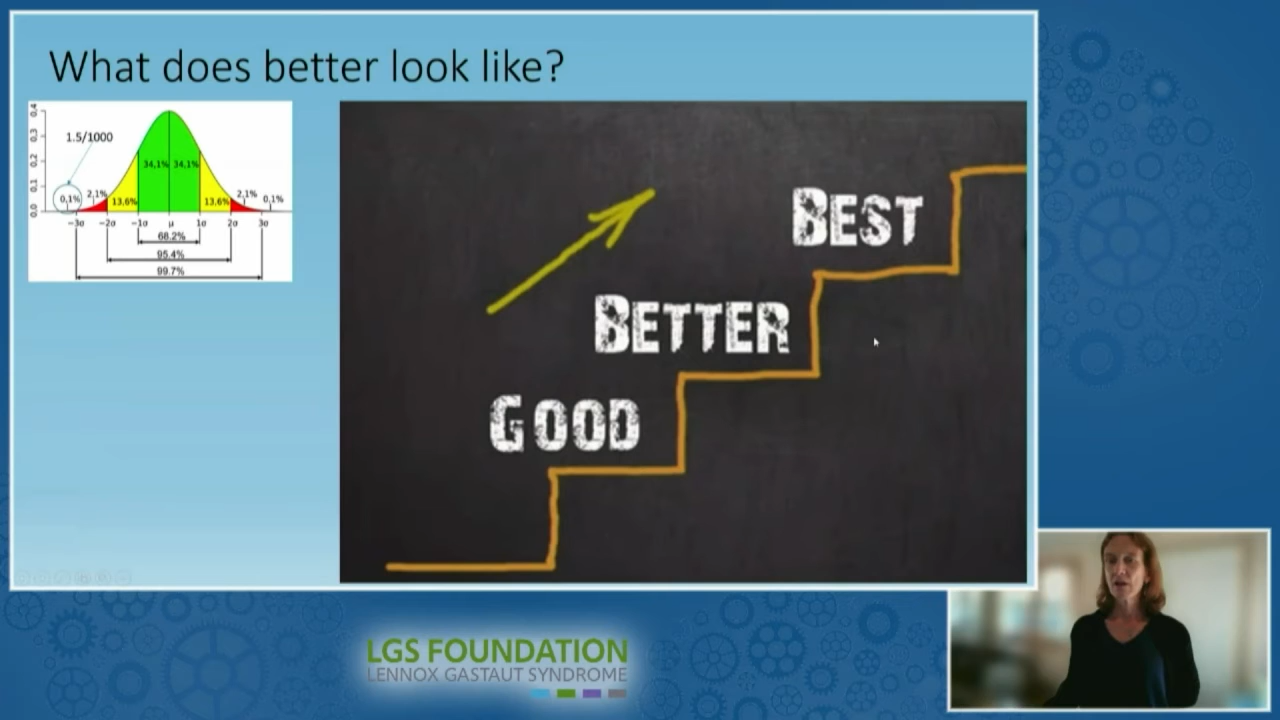 What does better look like?
0.4
0.3
0.2
0.1
0.0
1.5/1000
34,1%
34,1%
0,1%
2,1%
13.6%
13.6%
2,1%
0,1%
−3σ
−2σ
−1σ
μ
1σ
2σ
3σ
68.2%
95.4%
99.7%
BEST
BETTER
GOOD
LGS FOUNDATION
LENNOX GASTAUT SYNDROME